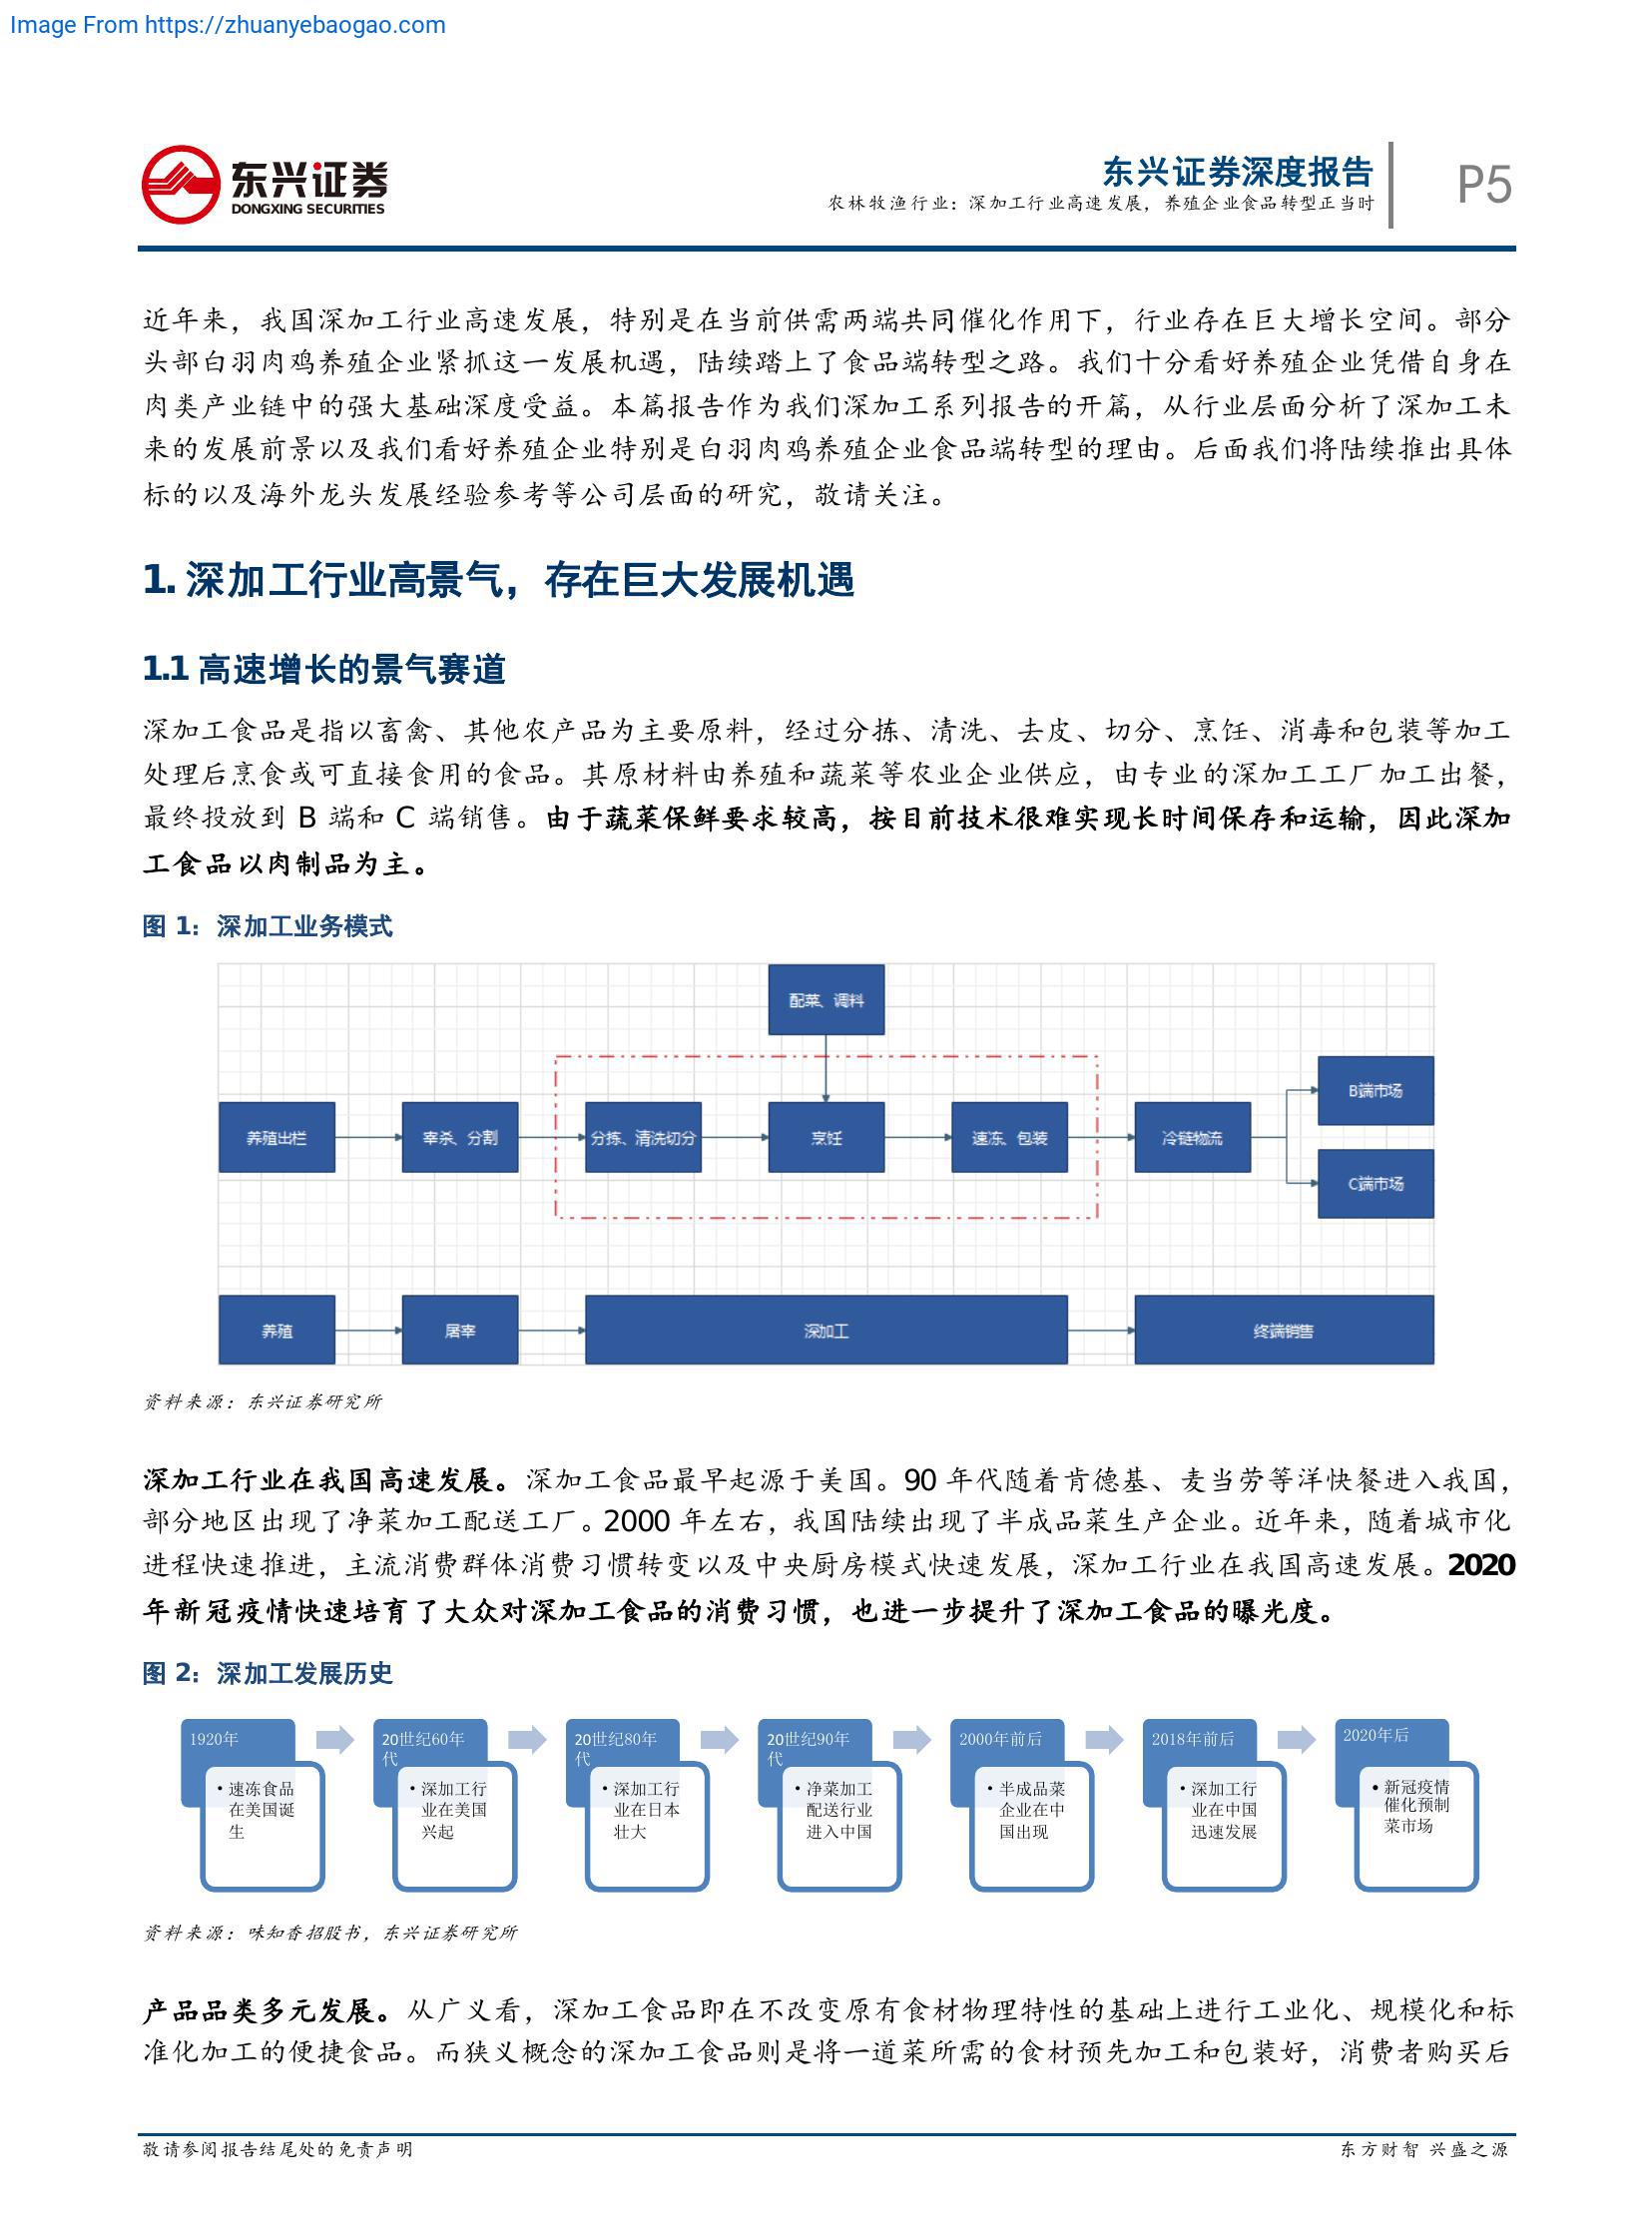 Image From https://zhuanyebaogao.com
东兴证券
DONGXING SECURITIES
东兴证券深度报告
农林牧渔行业：深加工行业高速发展，养殖企业食品转型正当时
P5
近年来，我国深加工行业高速发展，特别是在当前供需两端共同催化作用下，行业存在巨大增长空间。部分
头部白羽肉鸡养殖企业紧抓这一发展机遇，陆续踏上了食品端转型之路。我们十分看好养殖企业凭借自身在
肉类产业链中的强大基础深度受益。本篇报告作为我们深加工系列报告的开篇，从行业层面分析了深加工未
来的发展前景以及我们看好养殖企业特别是白羽肉鸡养殖企业食品端转型的理由。后面我们将陆续推出具体
标的以及海外龙头发展经验参考等公司层面的研究，敬请关注。
1. 深加工行业高景气，存在巨大发展机遇
1.1 高速增长的景气赛道
深加工食品是指以畜禽、其他农产品为主要原料，经过分拣、清洗、去皮、切分、烹饪、消毒和包装等加工
处理后烹食或可直接食用的食品。其原材料由养殖和蔬菜等农业企业供应，由专业的深加工工厂加工出餐，
最终投放到 B 端和 C 端销售。由于蔬菜保鲜要求较高，按目前技术很难实现长时间保存和运输，因此深加
工食品以肉制品为主。
图 1：深加工业务模式
配菜、调料
养殖出栏
宰杀、分割
分拣、清洗切分
烹饪
速冻、包装
冷链物流
B端市场
C端市场
养殖
屠宰
深加工
终端销售
资料来源：东兴证券研究所
深加工行业在我国高速发展。深加工食品最早起源于美国。90 年代随着肯德基、麦当劳等洋快餐进入我国，
部分地区出现了净菜加工配送工厂。2000 年左右，我国陆续出现了半成品菜生产企业。近年来，随着城市化
进程快速推进，主流消费群体消费习惯转变以及中央厨房模式快速发展，深加工行业在我国高速发展。2020
年新冠疫情快速培育了大众对深加工食品的消费习惯，也进一步提升了深加工食品的曝光度。
图 2：深加工发展历史
1920年
• 速冻食品
在美国诞
生
20世纪60年
代
• 深加工行
业在美国
兴起
20世纪80年
代
• 深加工行
业在日本
壮大
20世纪90年
代
• 净菜加工
配送行业
进入中国
2000年前后
• 半成品菜
企业在中
国出现
2018年前后
• 深加工行
业在中国
迅速发展
2020年后
• 新冠疫情
催化预制
菜市场
资料来源：味知香招股书，东兴证券研究所
产品品类多元发展。从广义看，深加工食品即在不改变原有食材物理特性的基础上进行工业化、规模化和标
准化加工的便捷食品。而狭义概念的深加工食品则是将一道菜所需的食材预先加工和包装好，消费者购买后
敬请参阅报告结尾处的免责声明
东方财智 兴盛之源